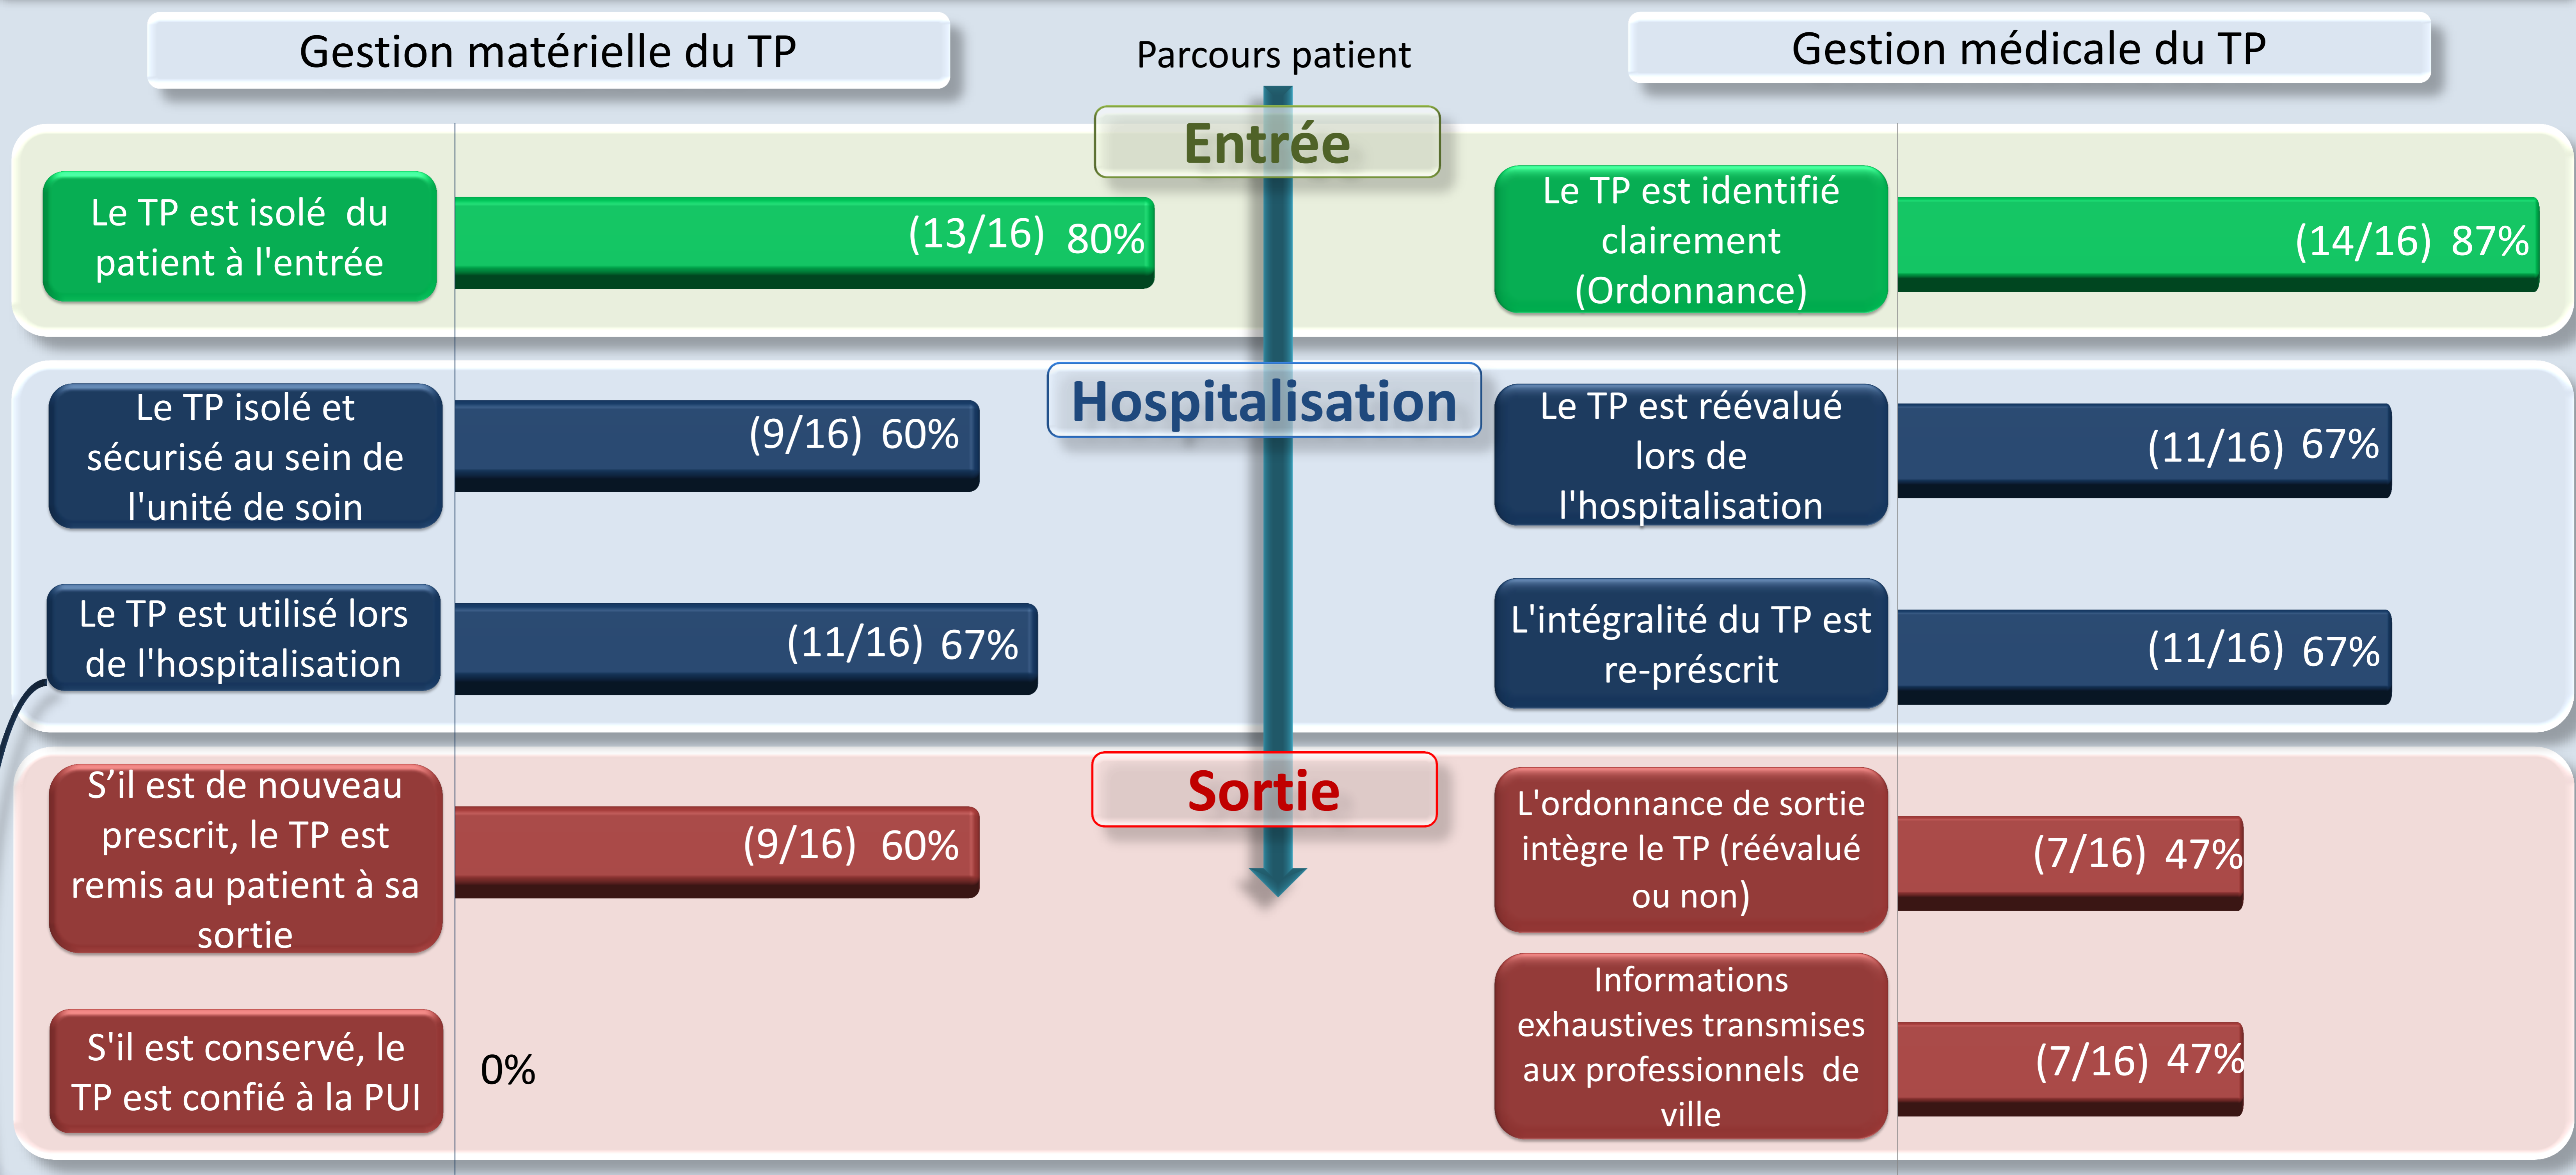 Gestion matérielle du TP
Parcours patient
Gestion médicale du TP
Entrée
Le TP est isolé du
patient à l'entrée
(13/16) 80%
Le TP est identifié
clairement
(Ordonnance)
(14/16) 87%
Hospitalisation
Le TP isolé et
sécurisé au sein de
l'unité de soin
(9/16) 60%
Le TP est réévalué
lors de
l'hospitalisation
(11/16) 67%
Le TP est utilisé lors
de l'hospitalisation
(11/16) 67%
L'intégralité du TP est
re-préscrit
(11/16) 67%
Sortie
S’il est de nouveau
prescrit, le TP est
remis au patient à sa
sortie
(9/16) 60%
L'ordonnance de sortie
intègre le TP (réévalué
ou non)
(7/16) 47%
S'il est conservé, le
TP est confié à la PUI
0%
Informations
exhaustives transmises
aux professionnels de
ville
(7/16) 47%